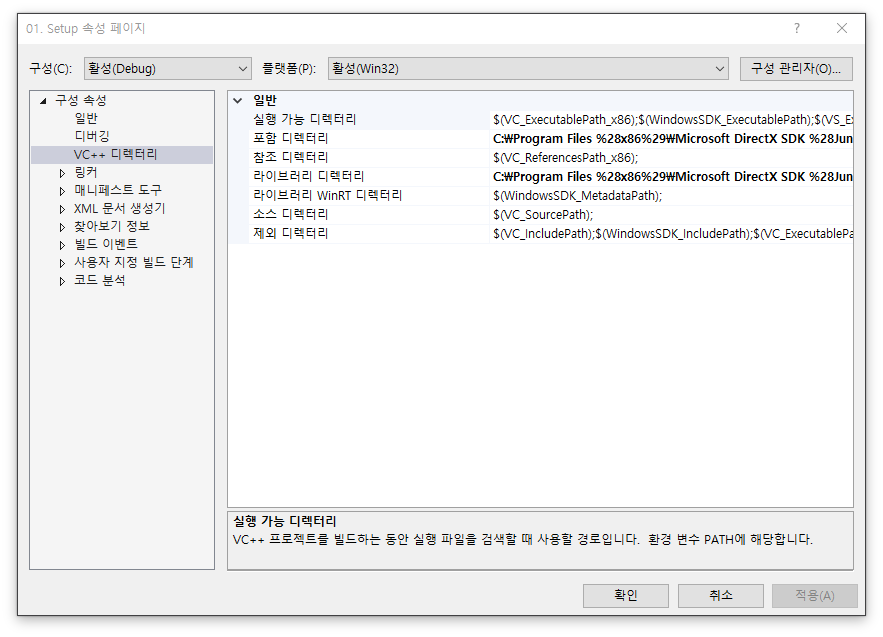 01. Setup 속성 페이지
?
구성(C): 활성(Debug) 플랫폼(P): 활성(Win32) 구성 관리자(O)...
구성 속성
일반
디버깅
VC++ 디렉터리
링커
매니페스트 도구
XML 문서 생성기
찾아보기 정보
빌드 이벤트
사용자 지정 빌드 단계
코드 분석
일반
실행 가능 디렉터리 $(VC_ExecutablePath_x86);$(WindowsSDK_ExecutablePath);$(VS_Ex
포함 디렉터리 C:₩Program Files %28x86%29₩Microsoft DirectX SDK %28Jun
참조 디렉터리 $(VC_ReferencesPath_x86);
라이브러리 디렉터리 C:₩Program Files %28x86%29₩Microsoft DirectX SDK %28Jun
라이브러리 WinRT 디렉터리 $(WindowsSDK_MetadataPath);
소스 디렉터리 $(VC_SourcePath);
제외 디렉터리 $(VC_IncludePath);$(WindowsSDK_IncludePath);$(VC_ExecutablePa
실행 가능 디렉터리
VC++ 프로젝트를 빌드하는 동안 실행 파일을 검색할 때 사용할 경로입니다. 환경 변수 PATH에 해당합니다.
확인 취소 적용(A)